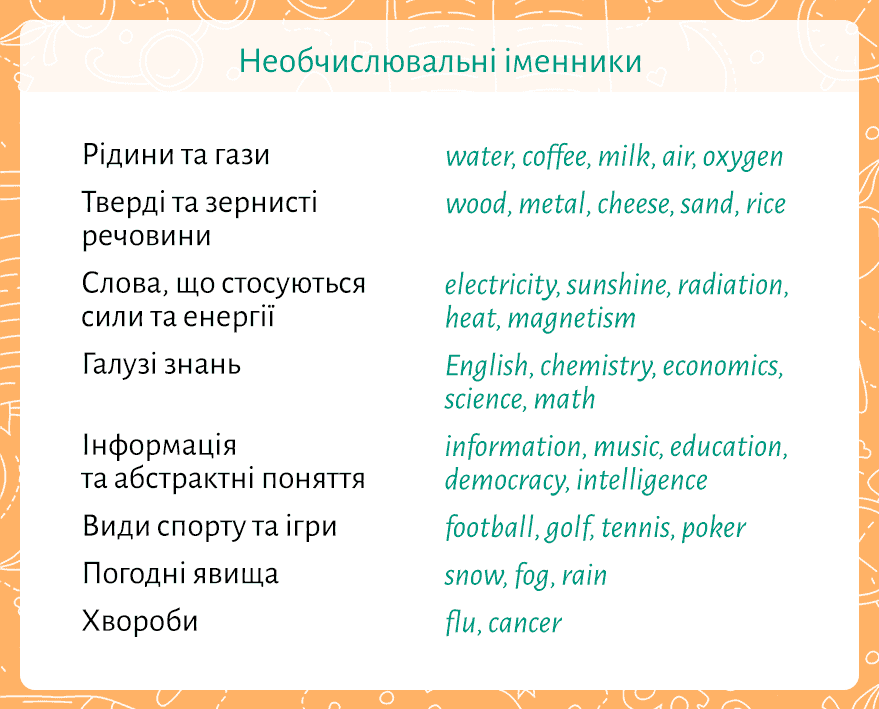 Необчислювальні іменники
Рідини та гази water, coffee, milk, air, oxygen
Тверді та зернисті wood, metal, cheese, sand, rice
речовини
Слова, що стосуються electricity, sunshine, radiation,
сили та енергії heat, magnetism
Галузі знань English, chemistry, economics,
science, math
Інформація information, music, education,
та абстрактні поняття democracy, intelligence
Види спорту та ігри football, golf, tennis, poker
Погодні явища snow, fog, rain
Хвороби flu, cancer